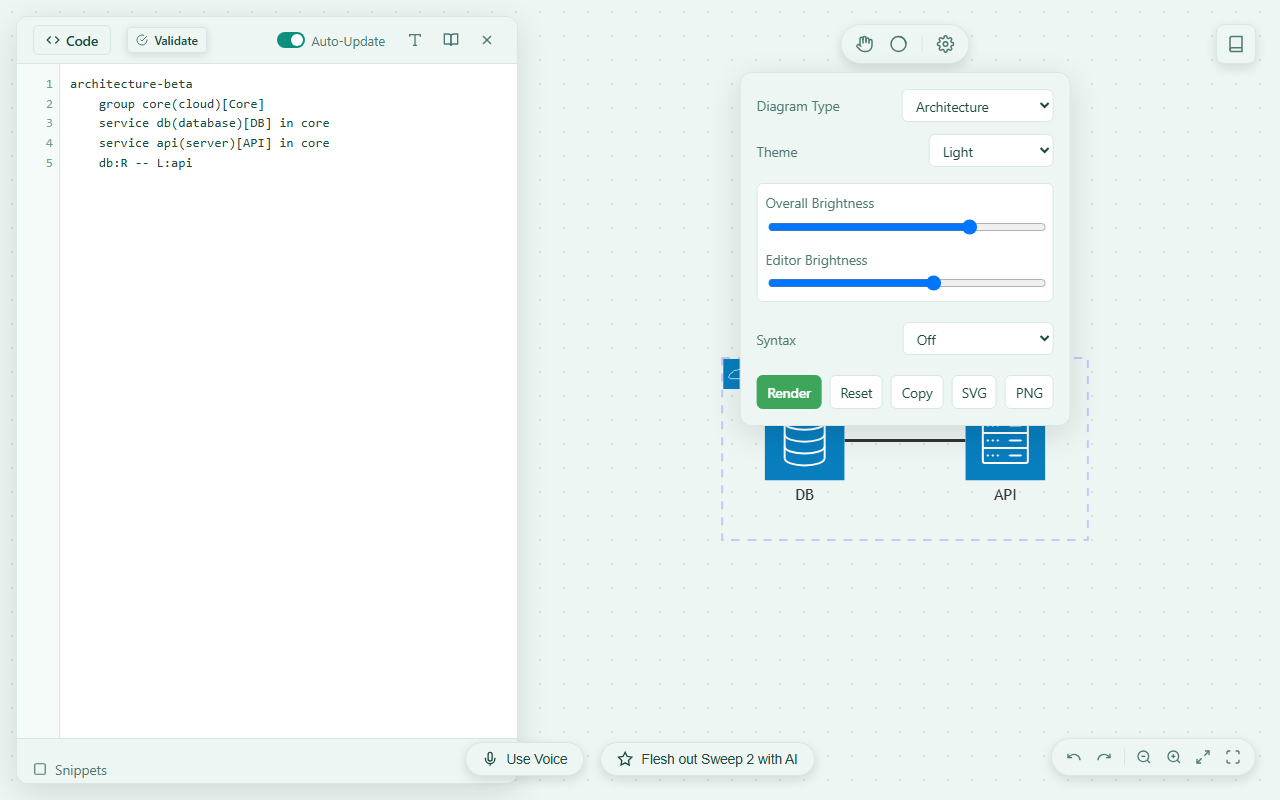 Code
Validate
Auto-Update
1 architecture-beta
2 group core(cloud)[Core]
3 service db(database)[DB] in core
4 service api(server)[API] in core
5 db:R -- L:api
Diagram Type
Architecture
Theme
Light
Overall Brightness
Editor Brightness
Syntax
Off
Render Reset Copy SVG PNG
DB API
Snippets
Use Voice
Flesh out Sweep 2 with AI